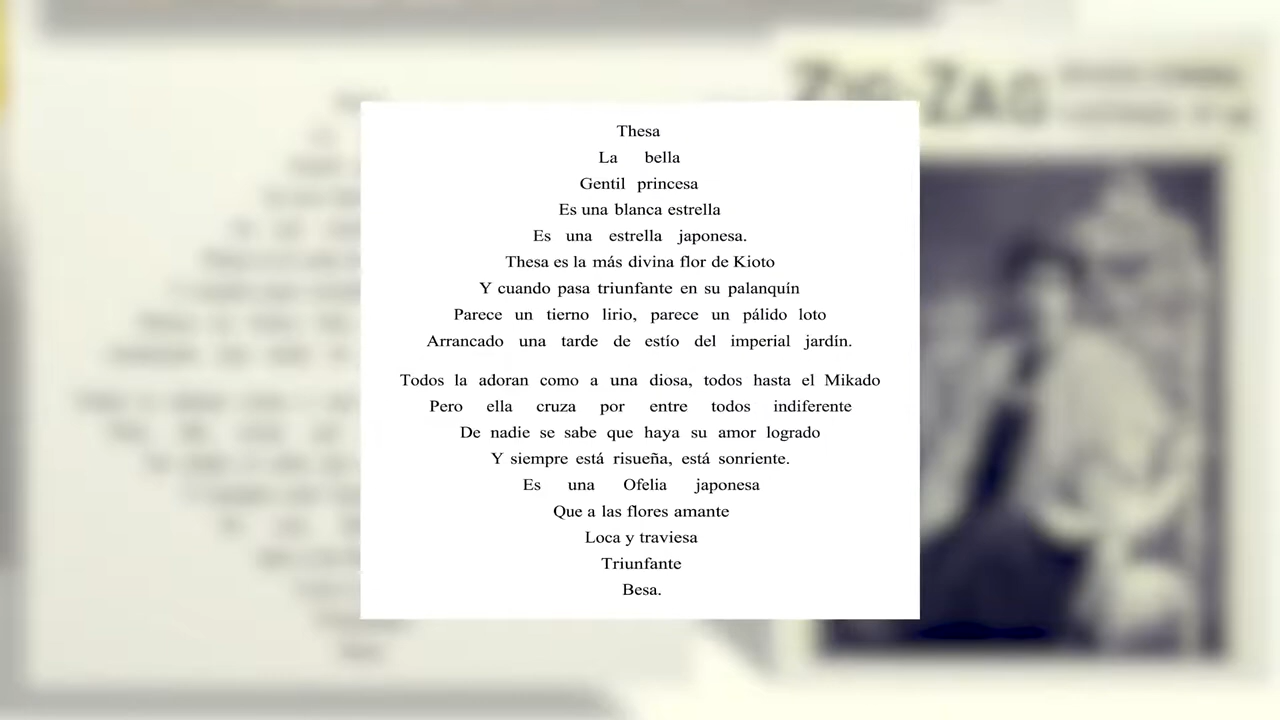 ZIG-ZAG
Thesa
La bella
Gentil princesa
Es una blanca estrella
Es una estrella japonesa.
Thesa es la más divina flor de Kioto
Y cuando pasa triunfante en su palanquín
Parece un tierno lirio, parece un pálido loto
Arrancado una tarde de estío del imperial jardín.
Todos la adoran como a una diosa, todos hasta el Mikado
Pero ella cruza por entre todos indiferente
De nadie se sabe que haya su amor logrado
Y siempre está risueña, está sonriente.
Es una Ofelia japonesa
Que a las flores amante
Loca y traviesa
Triunfante
Besa.